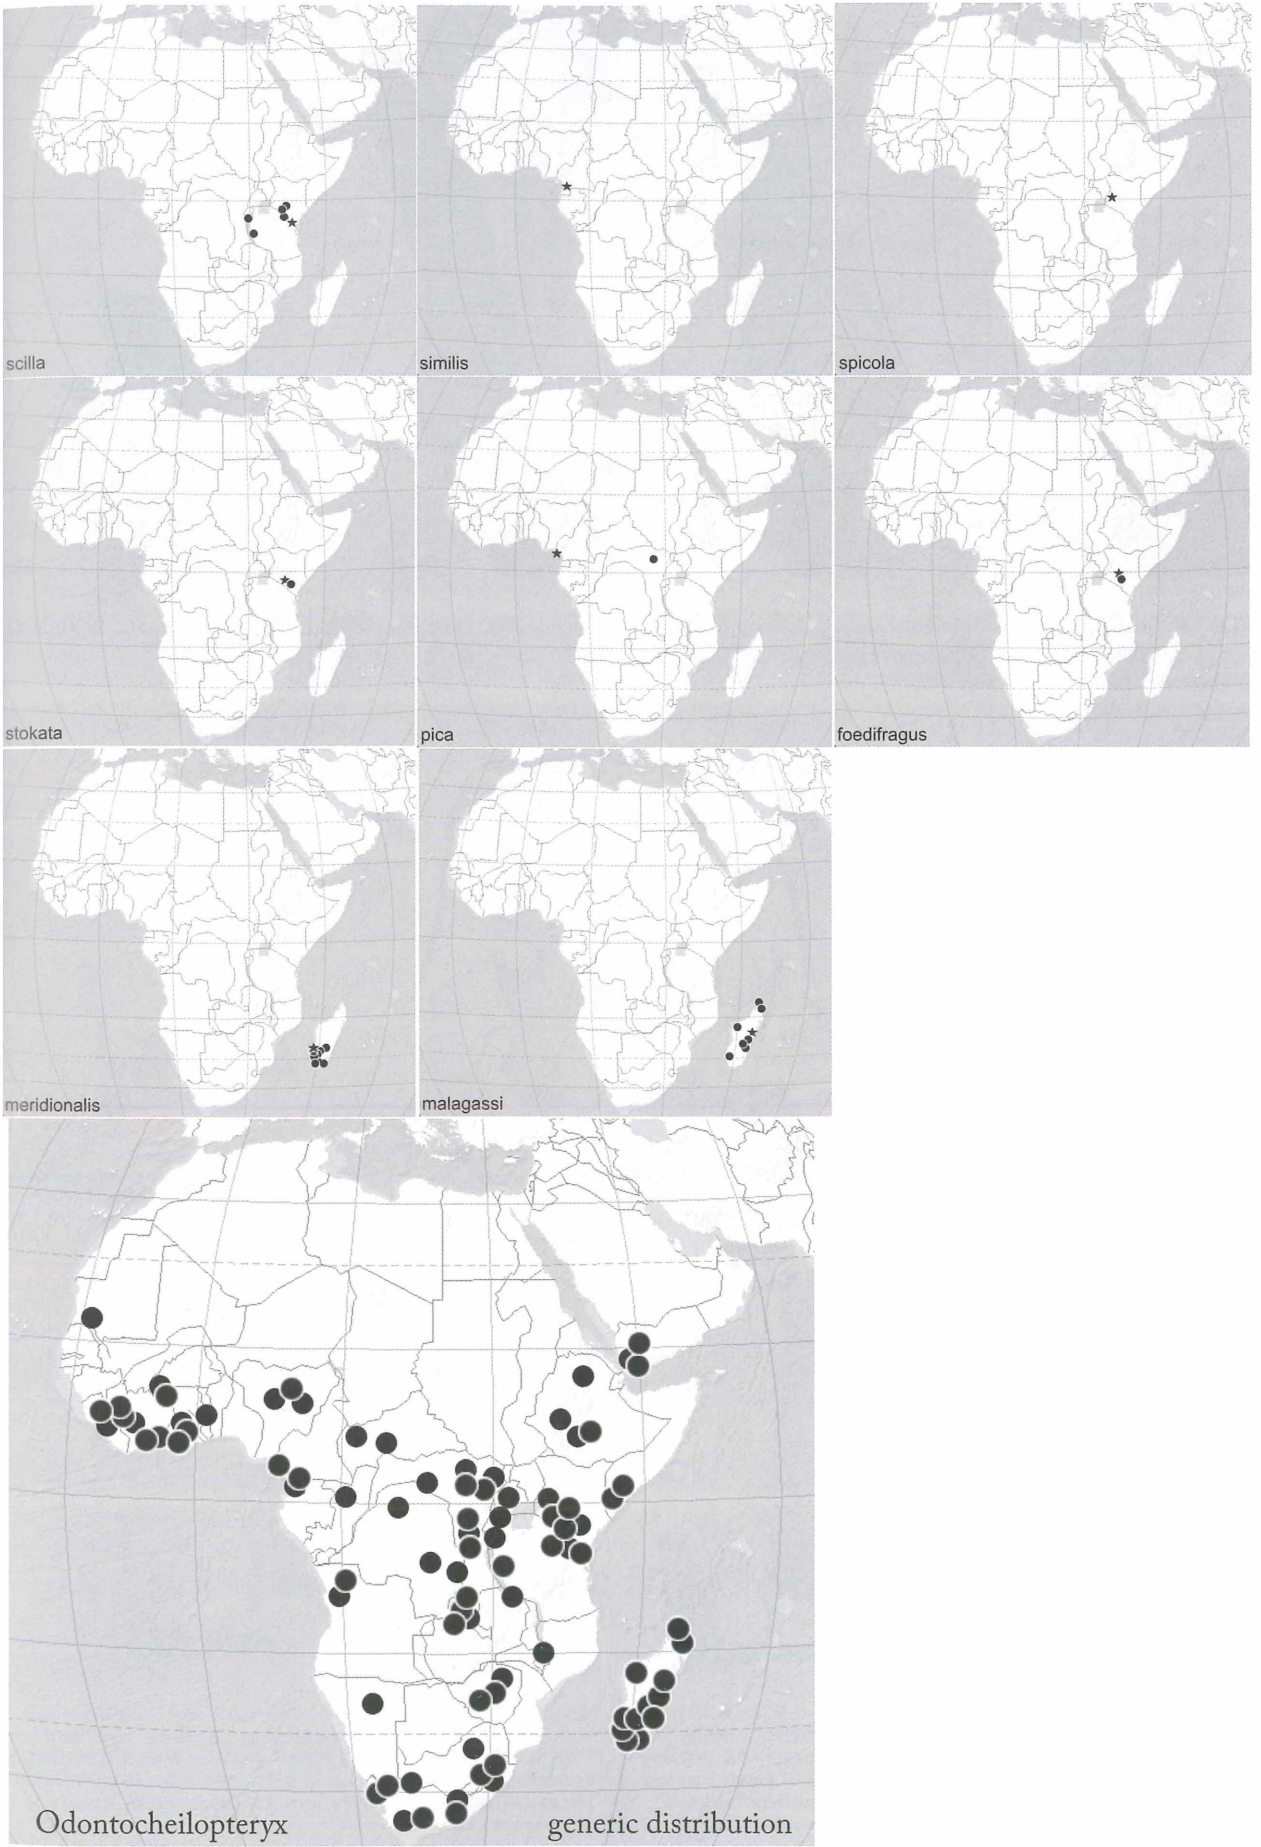 scilla
similis
spicola
stokata
pica
foedifragus
meridionalis
malagassi
Odontocheilopteryx
generic distribution